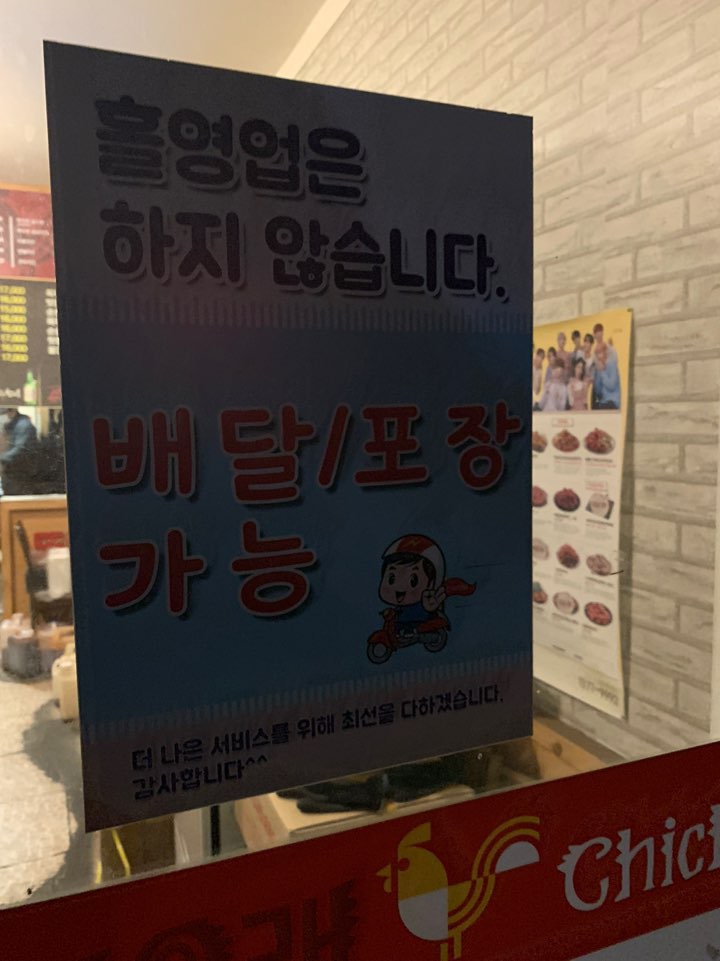 홀영업은
하지 않습니다.
배달/포장
가능
더 나은 서비스를 위해 최선을 다하겠습니다.
감사합니다^^